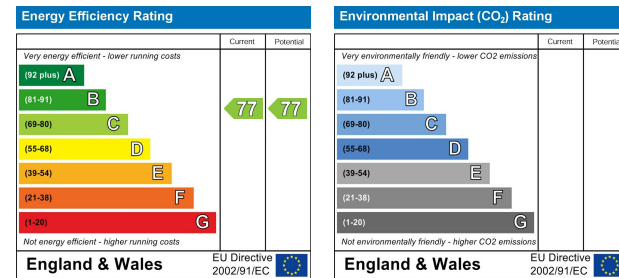 Energy Efficiency Rating
Current Potential
Very energy efficient - lower running costs
(92 plus) A
(81-91) B
(69-80) C
(55-68) D
(39-54) E
(21-38) F
(1-20) G
77 77
Not energy efficient - higher running costs
England & Wales
EU Directive
2002/91/EC
Environmental Impact (CO₂) Rating
Current Potentia
Very environmentally friendly - lower CO2 emissions
(92 plus) A
(81-91) B
(69-80) C
(55-68) D
(39-54) E
(21-38) F
(1-20) G
Not environmentally friendly - higher CO2 emissions
England & Wales
EU Directive
2002/91/EC